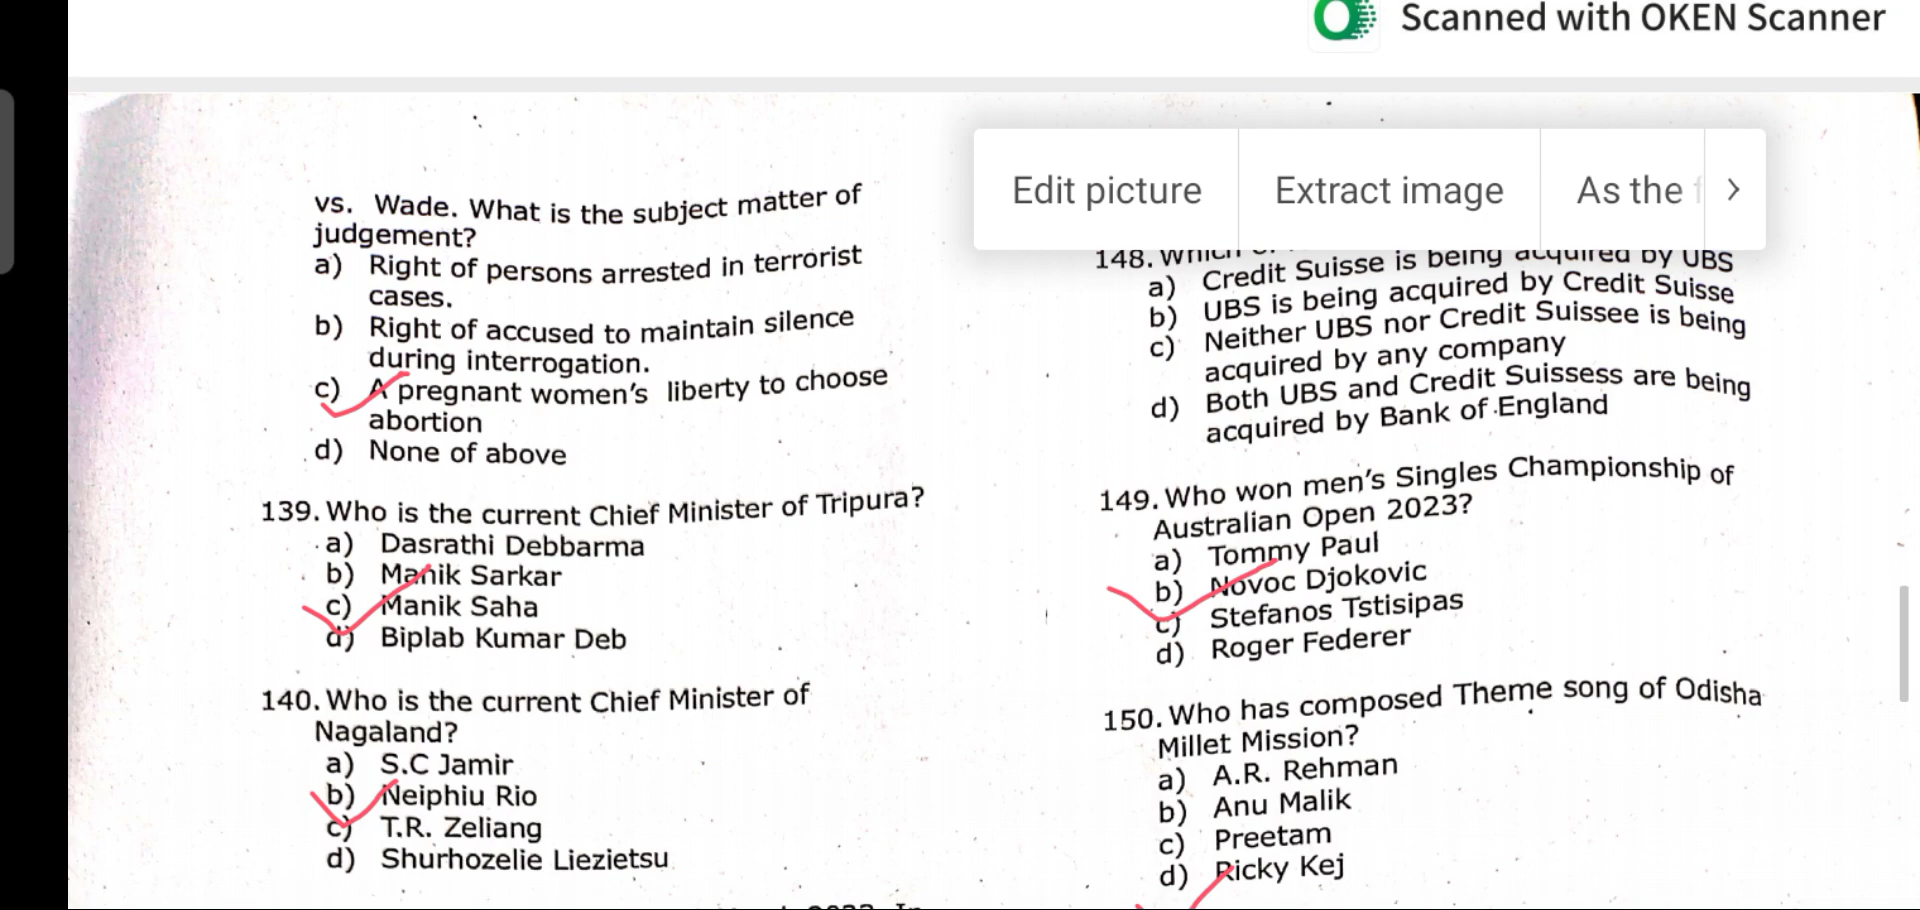 Scanned with OKEN Scanner
Edit picture
Extract image
As the
vs. Wade. What is the subject matter of
judgement?
a) Right of persons arrested in terrorist
cases.
b) Right of accused to maintain silence
during interrogation.
c) A pregnant women's liberty to choose
abortion
d) None of above
139. Who is the current Chief Minister of Tripura?
a) Dasrathi Debbarma
b) Manik Sarkar
c) Manik Saha
d) Biplab Kumar Deb
140. Who is the current Chief Minister of
Nagaland?
a) S.C Jamir
b) Neiphiu Rio
c) T.R. Zeliang
d) Shurhozelie Liezietsu
148. Which
a) Credit Suisse is being acquired by UBS
b) UBS is being acquired by Credit Suisse
c) Neither UBS nor Credit Suissee is being
acquired by any company
d) Both UBS and Credit Suissess are being
acquired by Bank of England
149. Who won men's Singles Championship of
Australian Open 2023?
a) Tommy Paul
b) Novoc Djokovic
c) Stefanos Tstisipas
d) Roger Federer
150. Who has composed Theme song of Odisha
Millet Mission?
a) A.R. Rehman
b) Anu Malik
c) Preetam
d) Ricky Kej